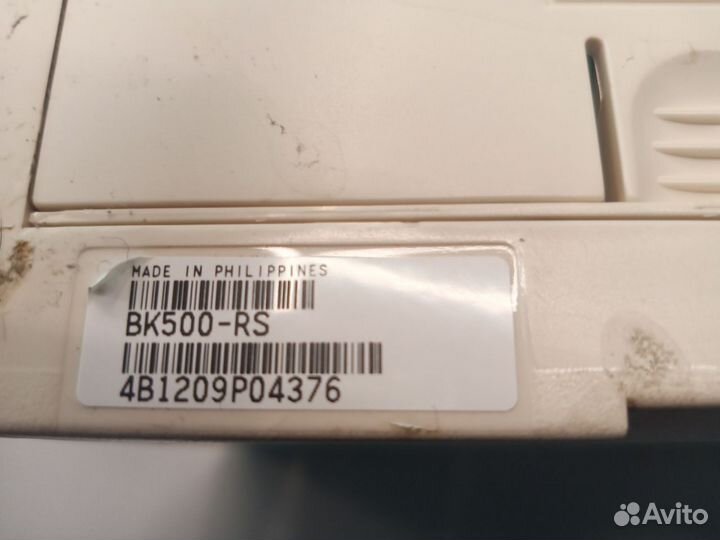 MADE IN PHILIPPINES
BK500-RS
4B1209P04376
Avito